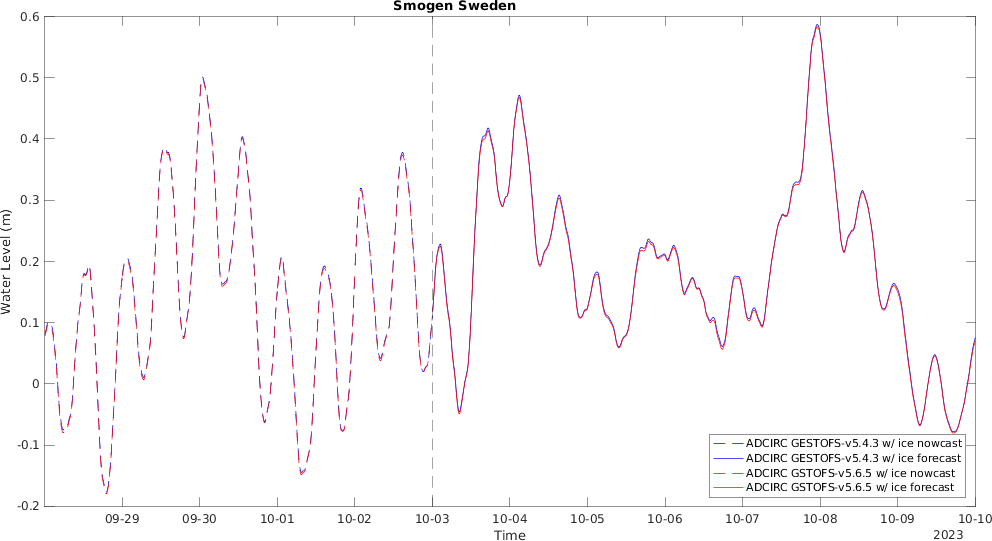 Smogen Sweden
0.6
0.5
0.4
0.3
0.2
0.1
0
-0.1
-0.2
Water Level (m)
ADCIRC GESTOFS-v5.4.3 w/ ice nowcast
ADCIRC GESTOFS-v5.4.3 w/ ice forecast
ADCIRC GSTOFS-v5.6.5 w/ ice nowcast
ADCIRC GSTOFS-v5.6.5 w/ ice forecast
09-29 09-30 10-01 10-02 10-03 10-04 10-05 10-06 10-07 10-08 10-09 10-10
Time
2023